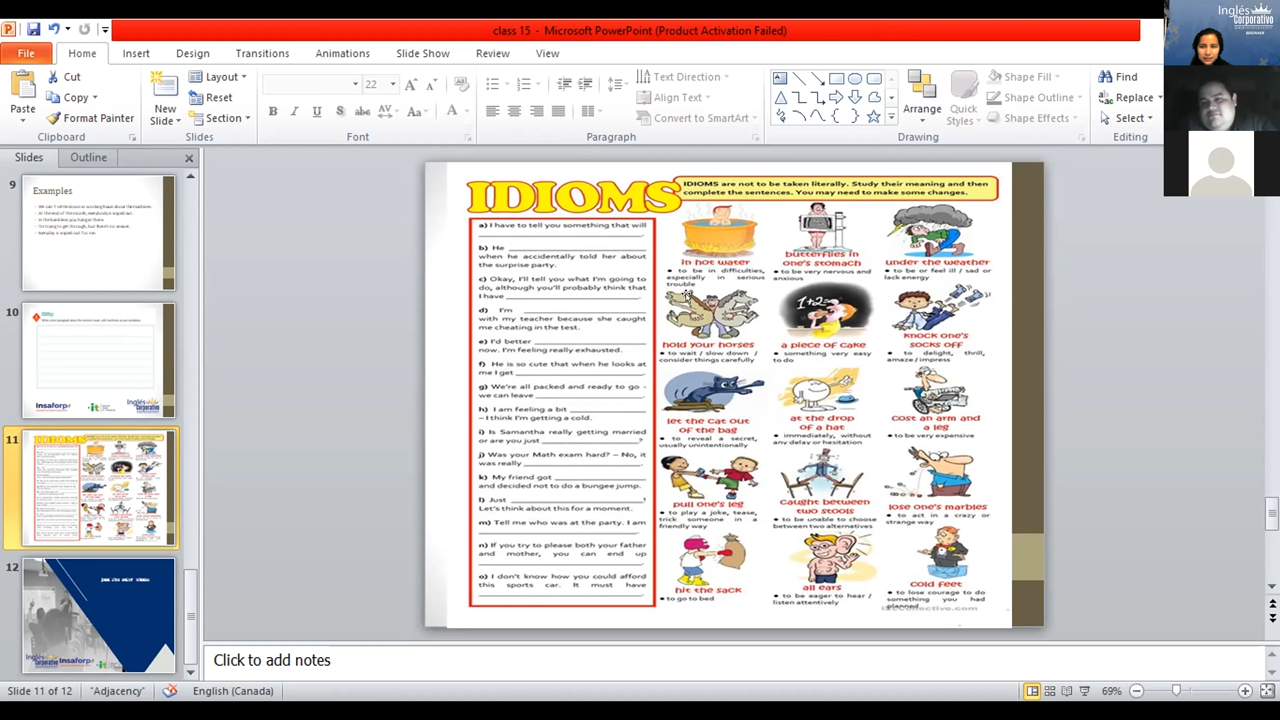 class 15 - Microsoft PowerPoint (Product Activation Failed)
File Home Insert Design Transitions Animations Slide Show Review View
Cut
Copy
Format Painter
Paste
Clipboard
New
Slide
Layout
Reset
Section
Slides
22
B I U S abc AV Aa A
Font
Text Direction
Align Text
Convert to SmartArt
Paragraph
Arrange
Quick
Styles
Shape Fill
Shape Outline
Shape Effects
Drawing
Find
Replace
Select
Editing
Inglés
Corporativo
BEGINNER
Slides Outline
9
Examples
10
Insaforp it Inglés Corporativo
11
IDIOMS
12
Inglés Corporativo Insaforp it
IDIOMS
IDIOMS are not to be taken literally. Study their meaning and then
complete the sentences. You may need to make some changes.
a) I have to tell you something that will
b) He
when he accidentally told her about
the surprise party.
c) Okay, I'll tell you what I'm going to
do, although you'll probably think that
I have
d) I'm
with my teacher because she caught
me cheating in the test.
e) I'd better
now. I'm feeling really exhausted.
f) He is so cute that when he looks at
me I get
g) We're all packed and ready to go -
we can leave
h) I am feeling a bit
– I think I'm getting a cold.
i) Is Samantha really getting married
or are you just ?
j) Was your Math exam hard? – No, it
was really
k) My friend got
and decided not to do a bungee jump.
l) Just !
Let's think about this for a moment.
m) Tell me who was at the party. I am
n) If you try to please both your father
and mother, you can end up
o) I don't know how you could afford
this sports car. It must have
in hot water
• to be in difficulties,
especially in serious
trouble
butterflies in
one's stomach
• to be very nervous and
anxious
under the weather
• to be or feel ill / sad or
lack energy
hold your horses
• to wait / slow down /
consider things carefully
a piece of cake
• something very easy
to do
1+2=
knock one's
socks off
• to delight, thrill,
amaze / impress
let the cat out
of the bag
• to reveal a secret,
usually unintentionally
at the drop
of a hat
• immediately, without
any delay or hesitation
cost an arm and
a leg
• to be very expensive
pull one's leg
• to play a joke, tease,
trick someone in a
friendly way
caught between
two stools
• to be unable to choose
between two alternatives
lose one's marbles
• to act in a crazy or
strange way
hit the sack
• to go to bed
all ears
• to be eager to hear /
listen attentively
cold feet
• to lose courage to do
something you had
planned
iSLCollective.com
Click to add notes
Slide 11 of 12 "Adjacency" English (Canada) 69%